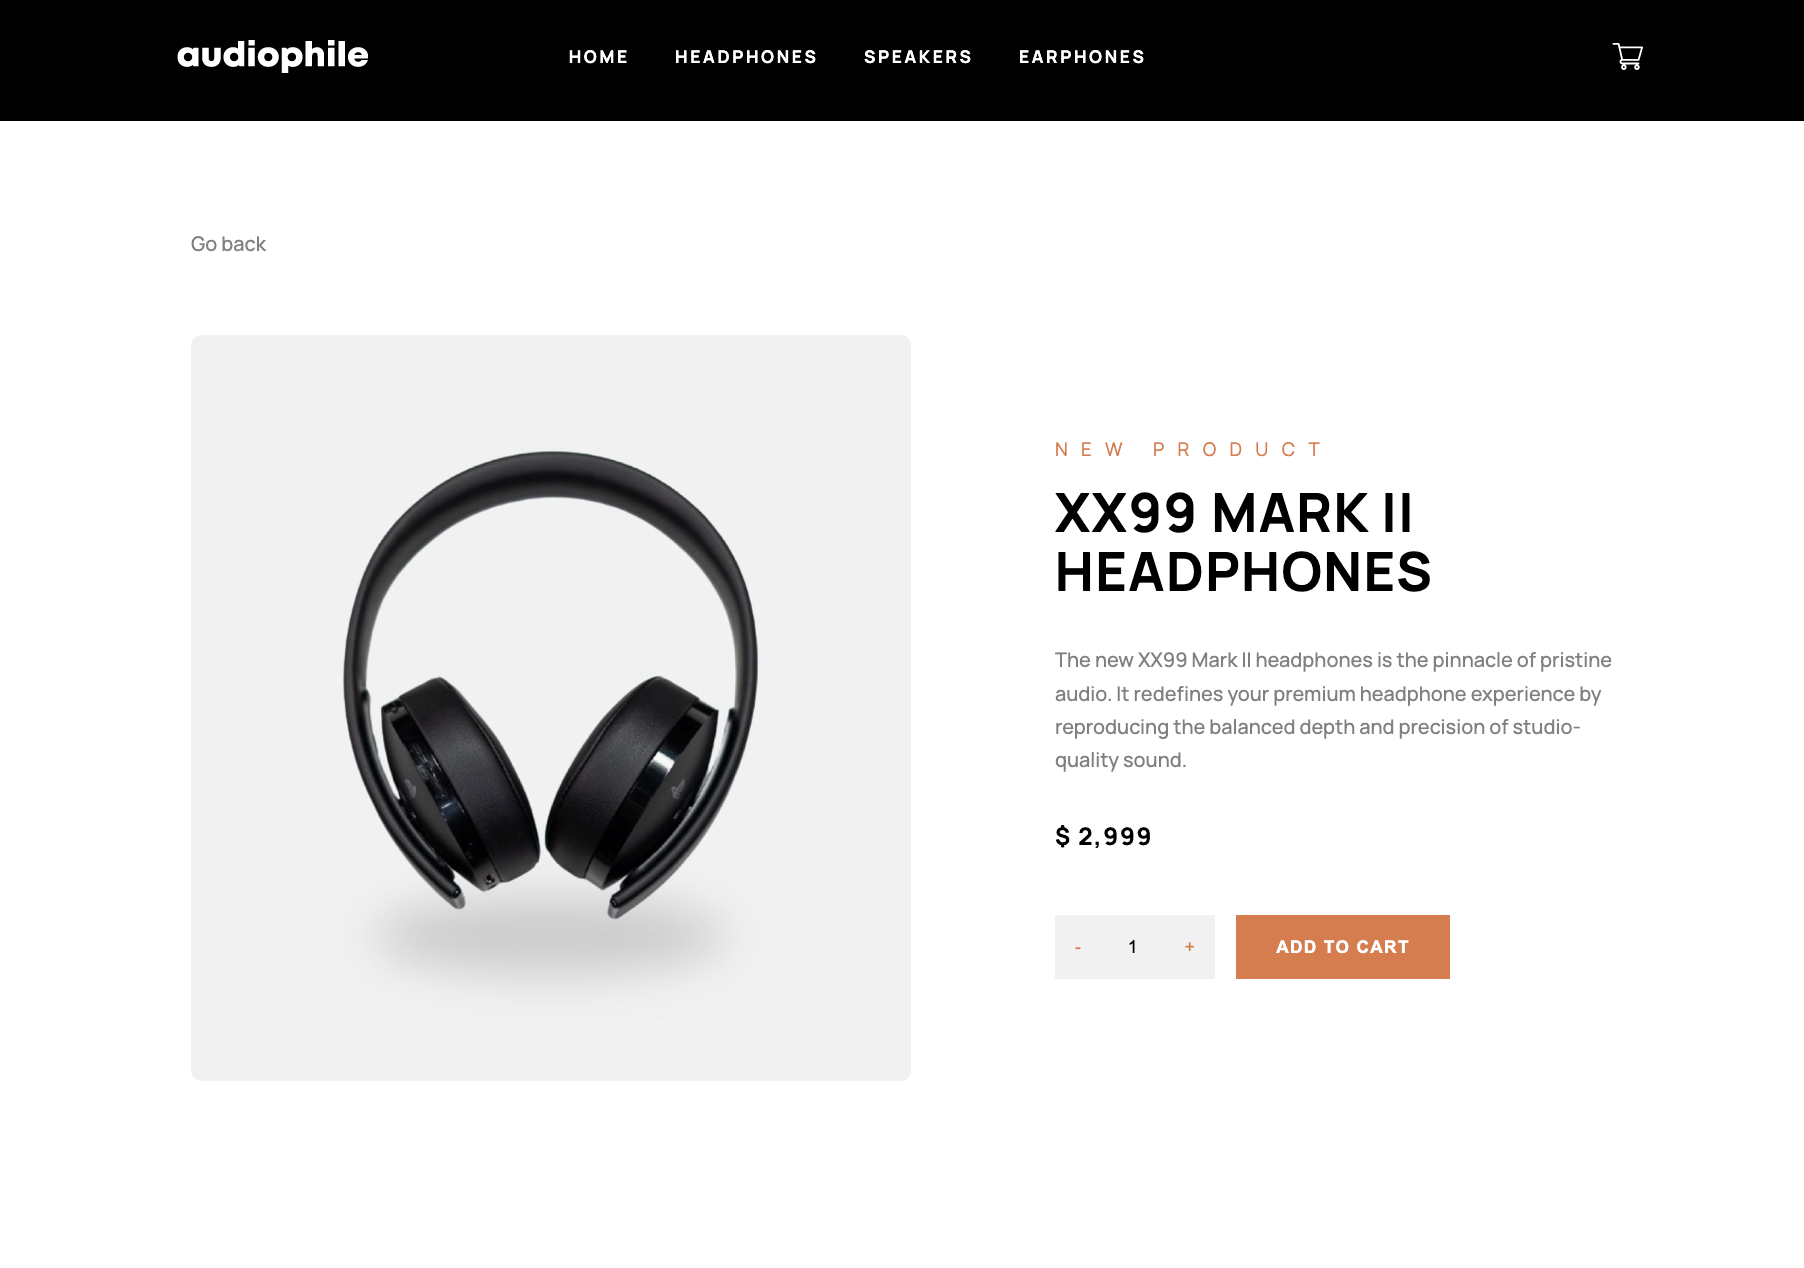 audiophile
HOME HEADPHONES SPEAKERS EARPHONES
Go back
NEW PRODUCT
XX99 MARK II
HEADPHONES
The new XX99 Mark II headphones is the pinnacle of pristine
audio. It redefines your premium headphone experience by
reproducing the balanced depth and precision of studio-
quality sound.
$ 2,999
- 1 + ADD TO CART